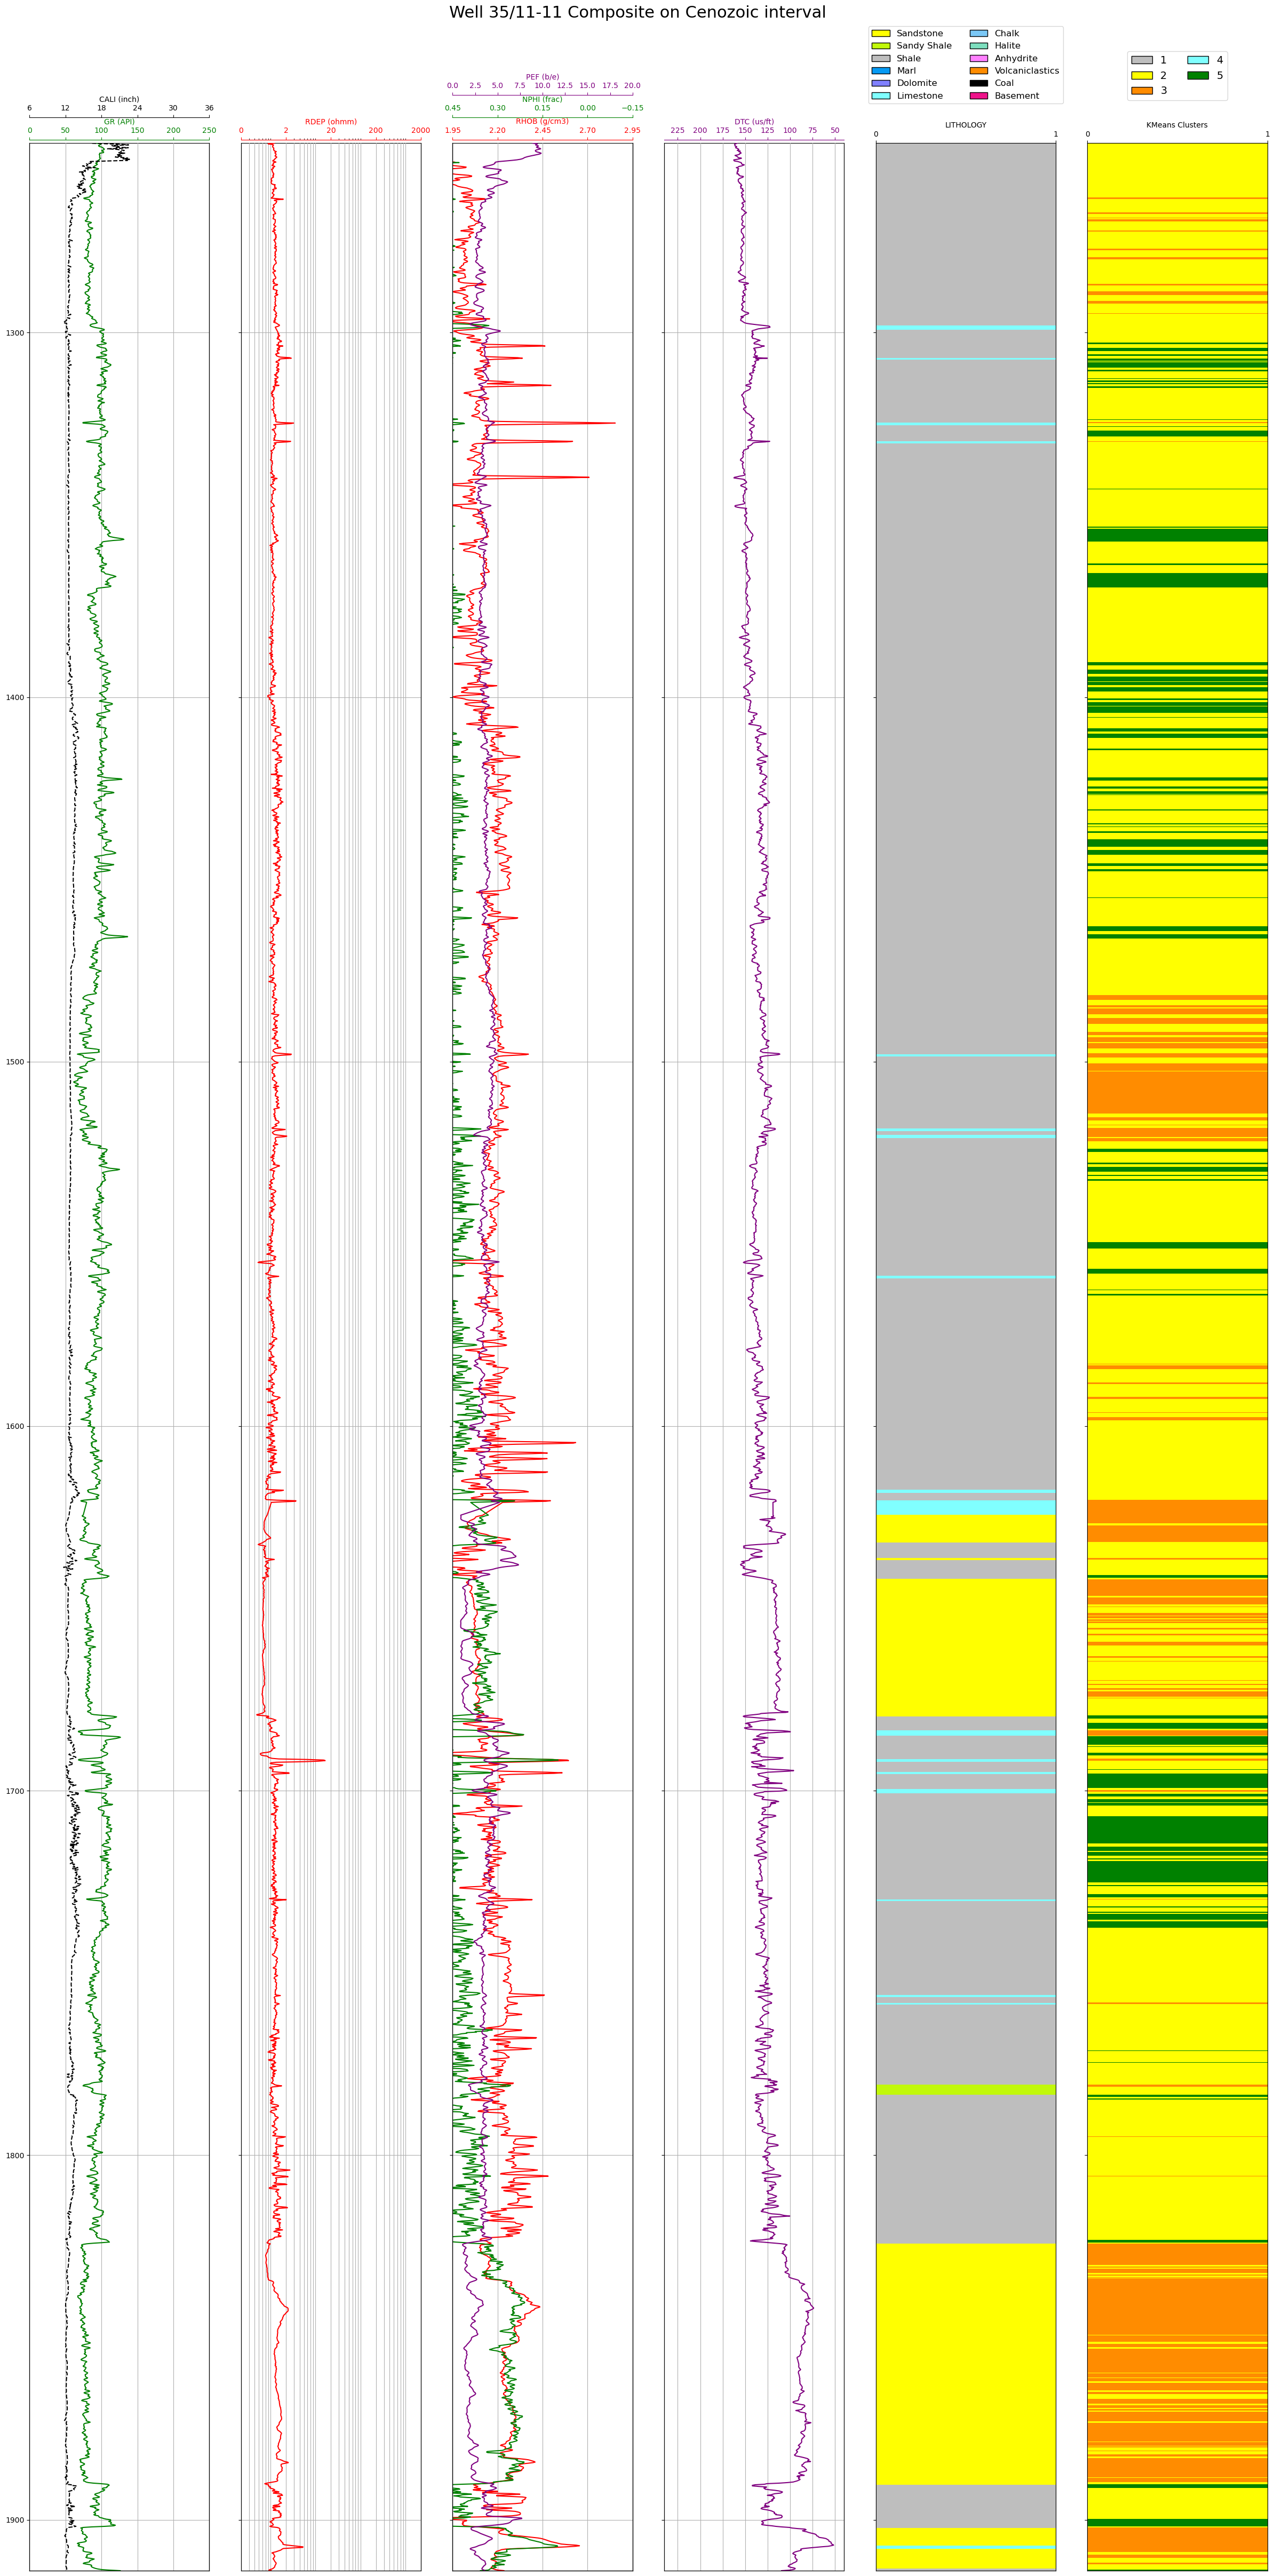 Well 35/11-11 Composite on Cenozoic interval
Sandstone Chalk
Sandy Shale Halite
Shale Anhydrite
Marl Volcaniclastics
Dolomite Coal
Limestone Basement
1 4
2 5
3
PEF (b/e)
0.0 2.5 5.0 7.5 10.0 12.5 15.0 17.5 20.0
CALI (inch)
6 12 18 24 30 36
NPHI (frac)
0.45 0.30 0.15 0.00 −0.15
GR (API)
0 50 100 150 200 250
RDEP (ohmm)
0 2 20 200 2000
RHOB (g/cm3)
1.95 2.20 2.45 2.70 2.95
DTC (us/ft)
225 200 175 150 125 100 75 50
LITHOLOGY
0 1
KMeans Clusters
0 1
1300
1400
1500
1600
1700
1800
1900